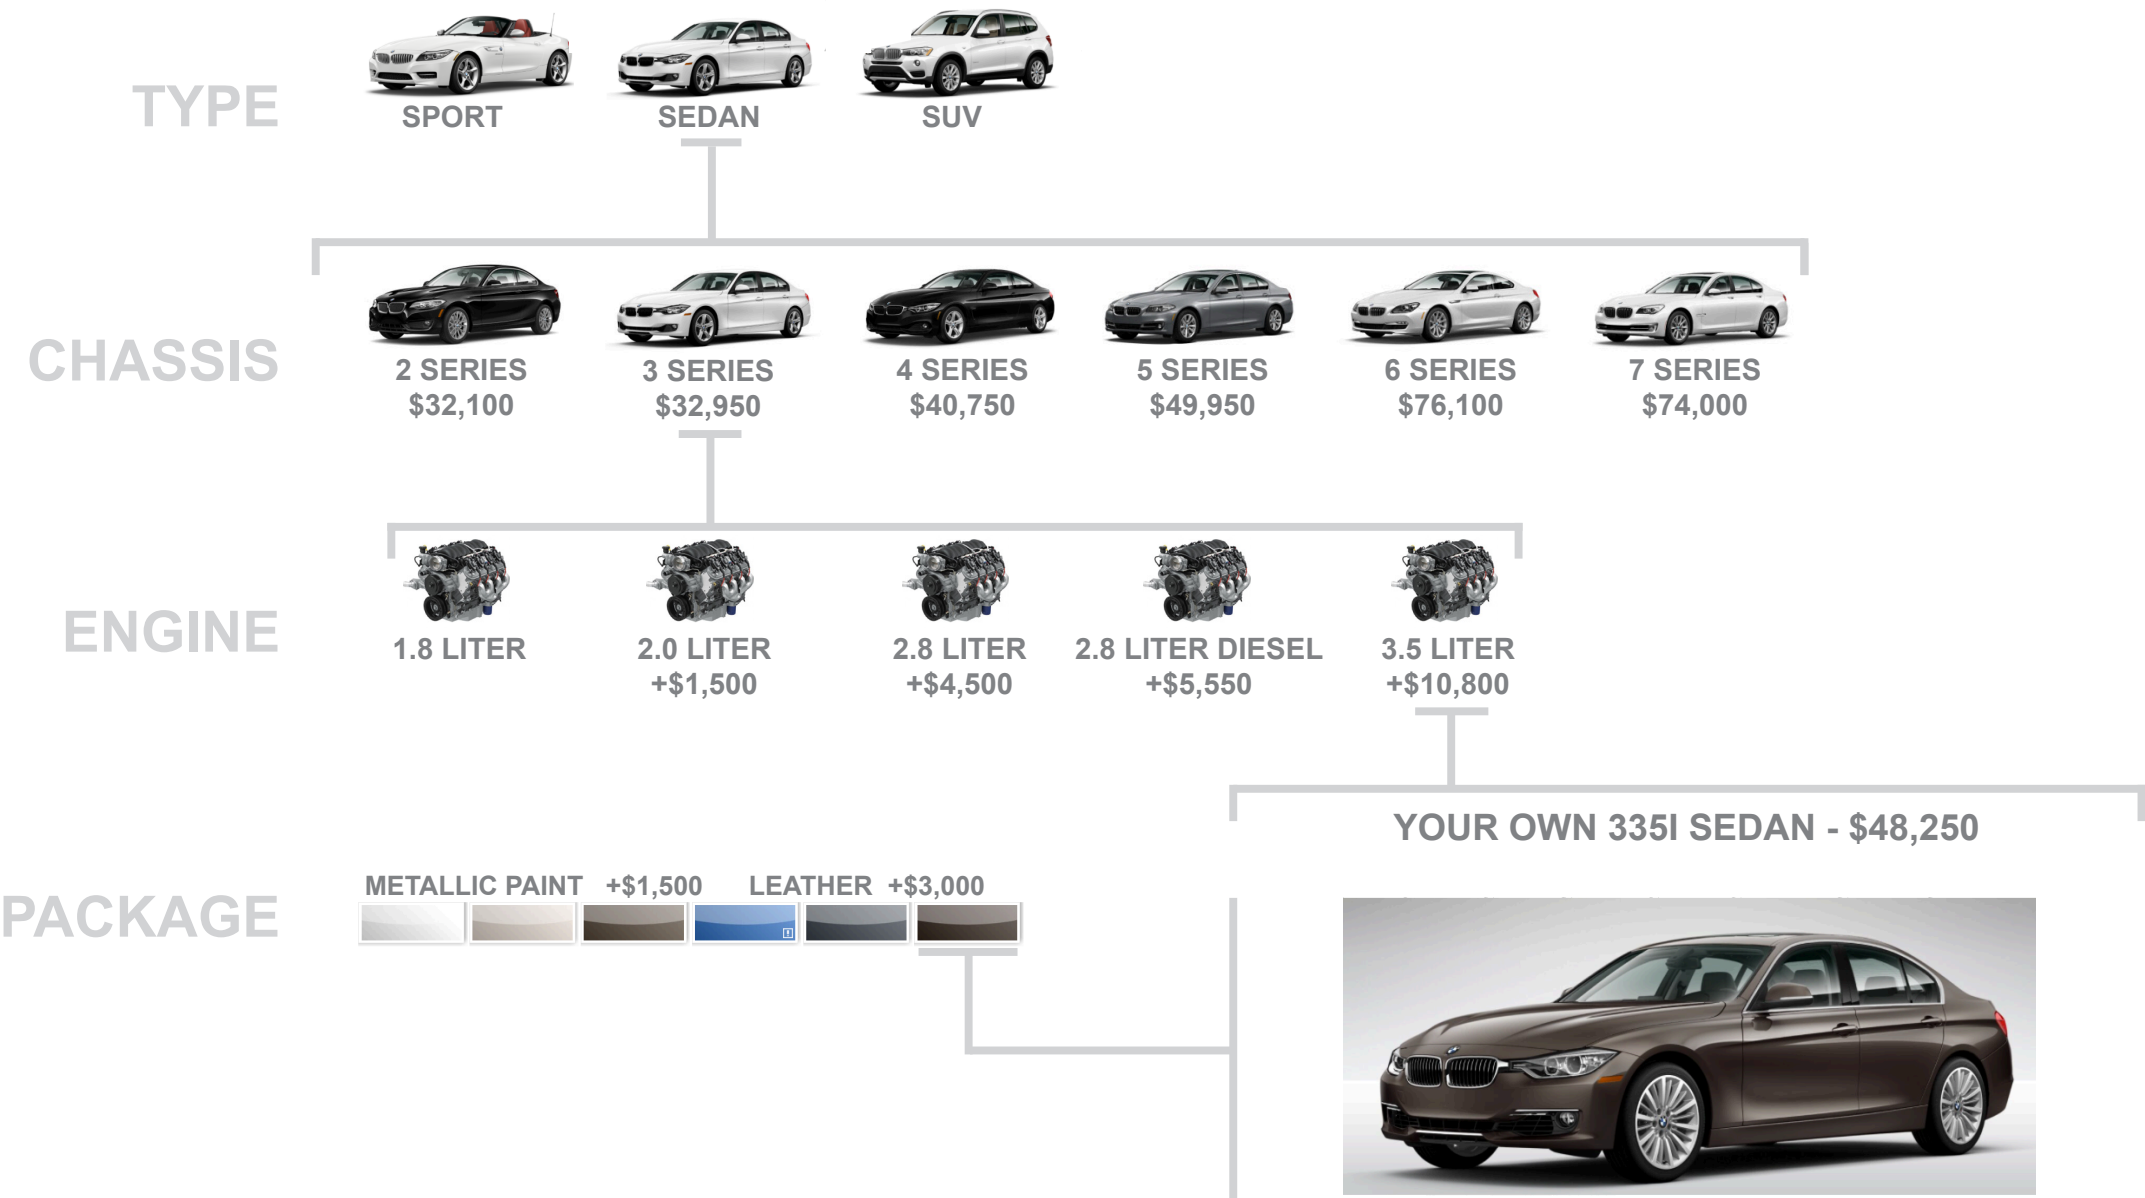 TYPE
SPORT SEDAN SUV
CHASSIS
2 SERIES 3 SERIES 4 SERIES 5 SERIES 6 SERIES 7 SERIES
$32,100 $32,950 $40,750 $49,950 $76,100 $74,000
ENGINE
1.8 LITER 2.0 LITER 2.8 LITER 2.8 LITER DIESEL 3.5 LITER
+$1,500 +$4,500 +$5,550 +$10,800
YOUR OWN 335I SEDAN - $48,250
PACKAGE
METALLIC PAINT +$1,500 LEATHER +$3,000